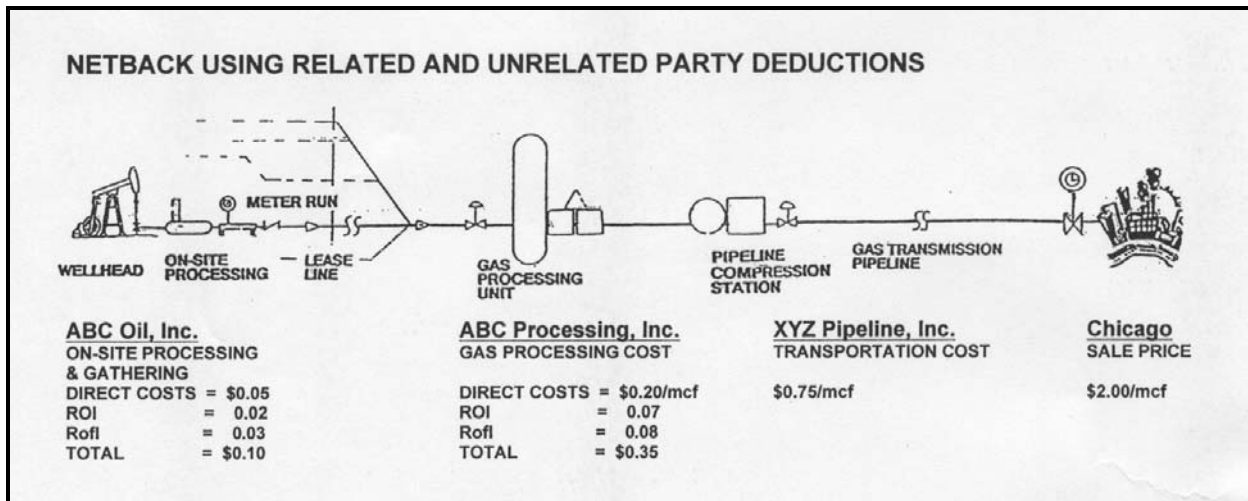 NETBACK USING RELATED AND UNRELATED PARTY DEDUCTIONS
METER RUN
WELLHEAD
ON-SITE
PROCESSING
LEASE
LINE
GAS
PROCESSING
UNIT
PIPELINE
COMPRESSION
STATION
GAS TRANSMISSION
PIPELINE
ABC Oil, Inc.
ON-SITE PROCESSING
& GATHERING
DIRECT COSTS = $0.05
ROI = 0.02
RofI = 0.03
TOTAL = $0.10
ABC Processing, Inc.
GAS PROCESSING COST
DIRECT COSTS = $0.20/mcf
ROI = 0.07
RofI = 0.08
TOTAL = $0.35
XYZ Pipeline, Inc.
TRANSPORTATION COST
$0.75/mcf
Chicago
SALE PRICE
$2.00/mcf